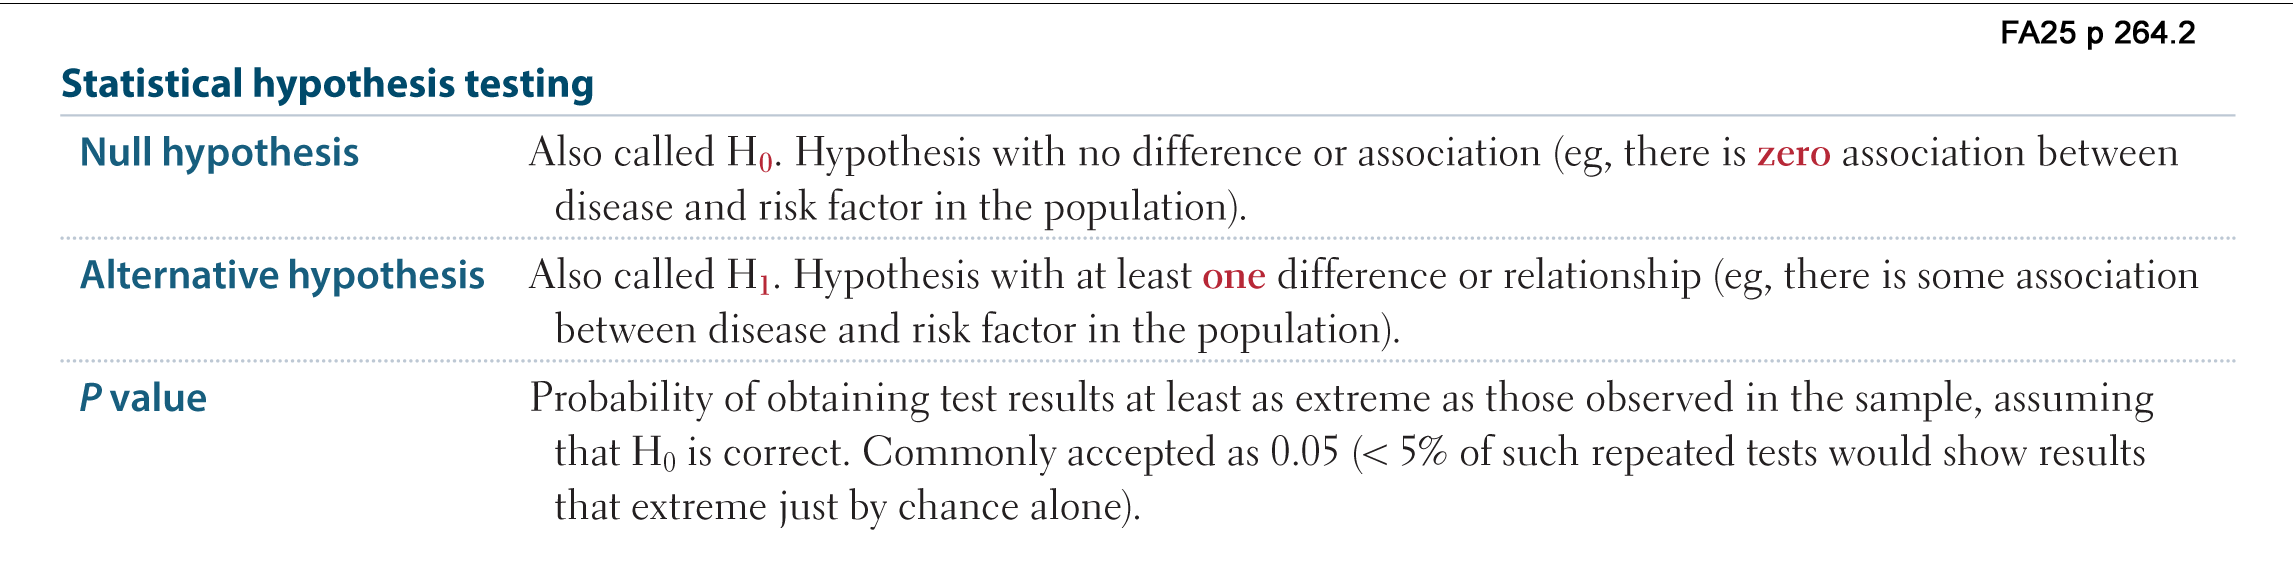 FA25 p 264.2
Statistical hypothesis testing
Null hypothesis Also called H₀. Hypothesis with no difference or association (eg, there is zero association between
disease and risk factor in the population).
Alternative hypothesis Also called H₁. Hypothesis with at least one difference or relationship (eg, there is some association
between disease and risk factor in the population).
P value Probability of obtaining test results at least as extreme as those observed in the sample, assuming
that H₀ is correct. Commonly accepted as 0.05 (< 5% of such repeated tests would show results
that extreme just by chance alone).